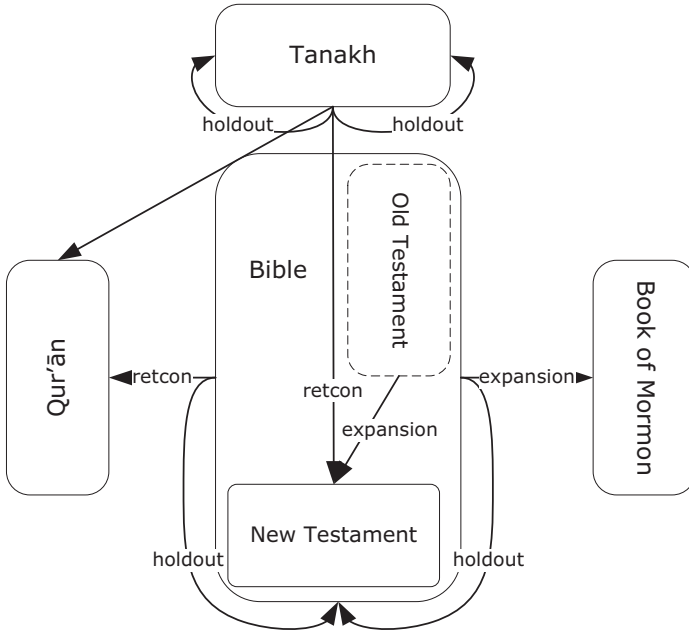 Tanakh
holdout
holdout
Old Testament
Bible
Qur’ān
Book of Mormon
retcon
expansion
retcon
expansion
New Testament
holdout
holdout